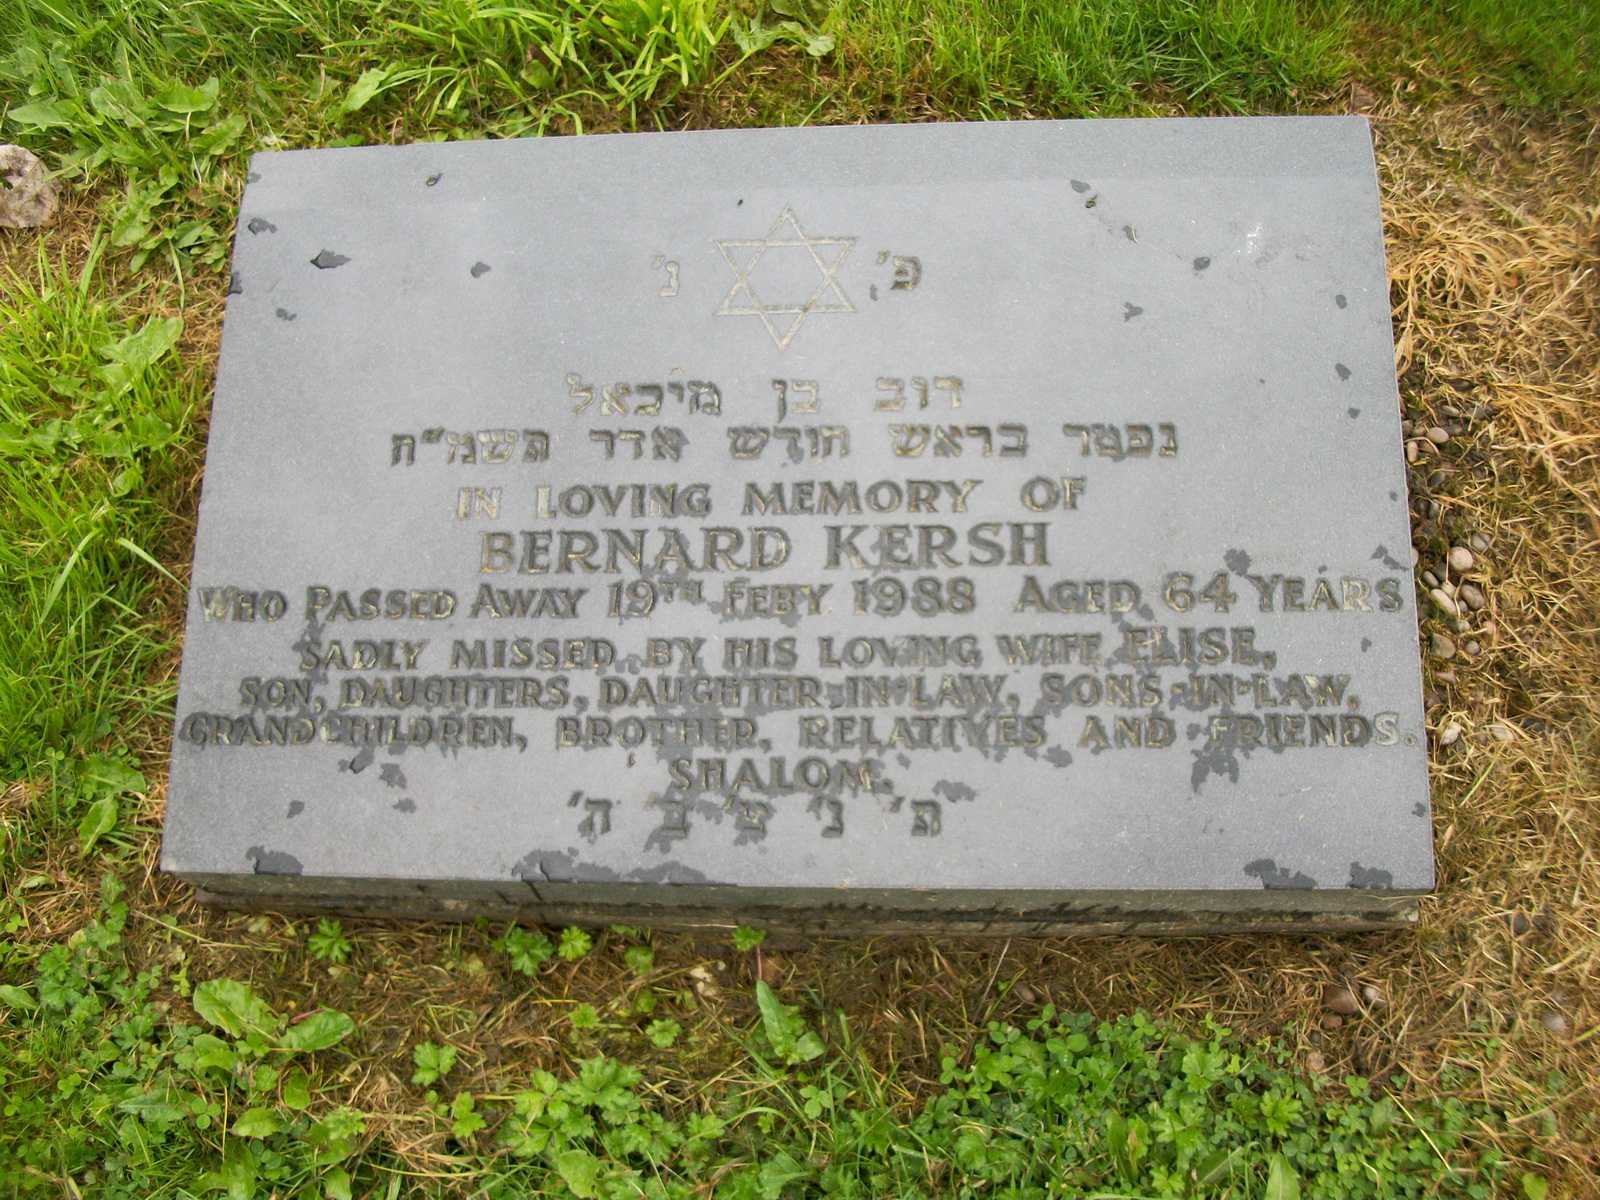 פ' נ'
דוב בן מיכאל
נפטר בראש חודש אדר תשמ"ח
IN LOVING MEMORY OF
BERNARD KERSH
WHO PASSED AWAY 19TH FEBY 1988 AGED 64 YEARS
SADLY MISSED BY HIS LOVING WIFE ELISE,
SON, DAUGHTERS, DAUGHTER-IN-LAW, SONS-IN-LAW,
GRANDCHILDREN, BROTHER, RELATIVES AND FRIENDS.
SHALOM.
ת' נ' צ' ב' ה'